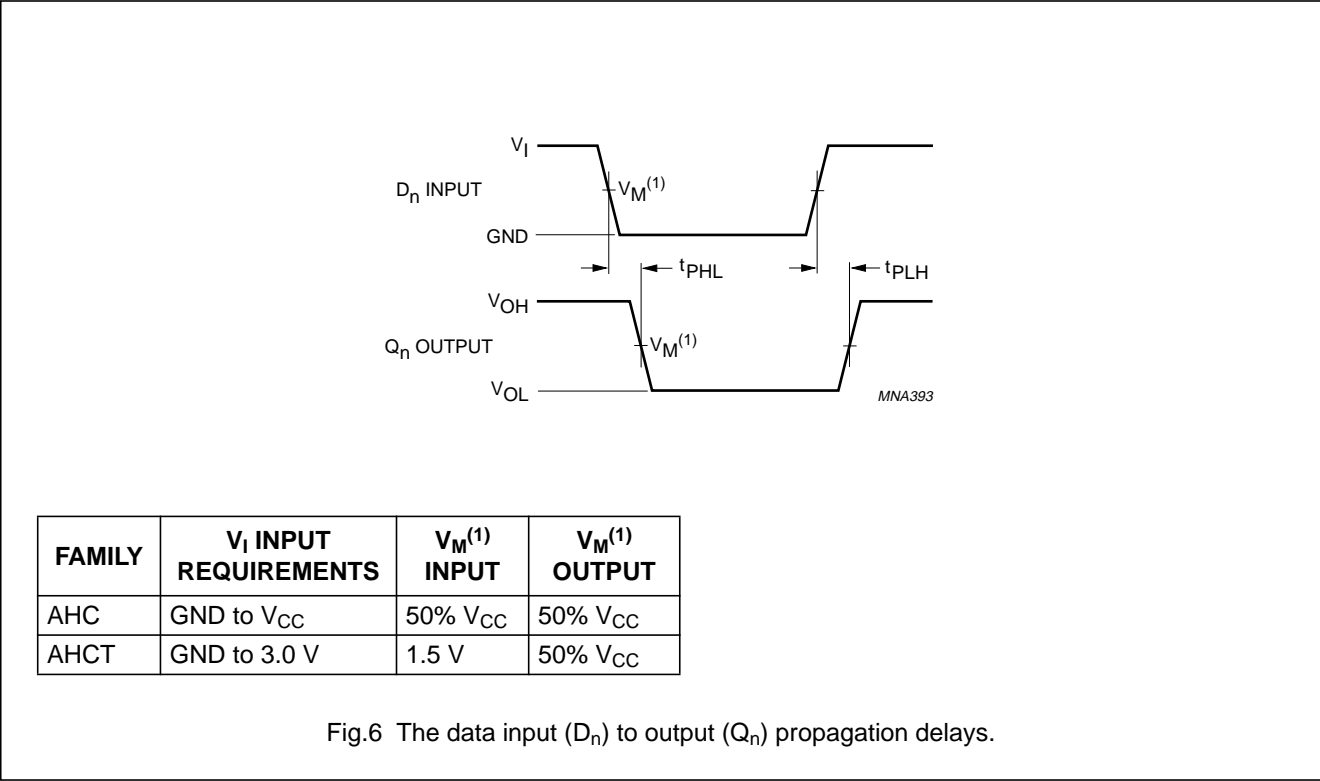 VI
Dn INPUT
VM(1)
GND
tPHL
tPLH
VOH
Qn OUTPUT
VM(1)
VOL
MNA393
FAMILY VI INPUT REQUIREMENTS VM(1) INPUT VM(1) OUTPUT
AHC GND to VCC 50% VCC 50% VCC
AHCT GND to 3.0 V 1.5 V 50% VCC
Fig.6 The data input (Dn) to output (Qn) propagation delays.